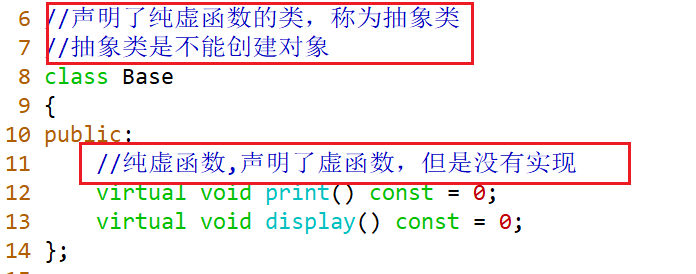 6 //声明了纯虚函数的类，称为抽象类
7 //抽象类是不能创建对象
8 class Base
9 {
10 public:
11     //纯虚函数,声明了虚函数，但是没有实现
12     virtual void print() const = 0;
13     virtual void display() const = 0;
14 };